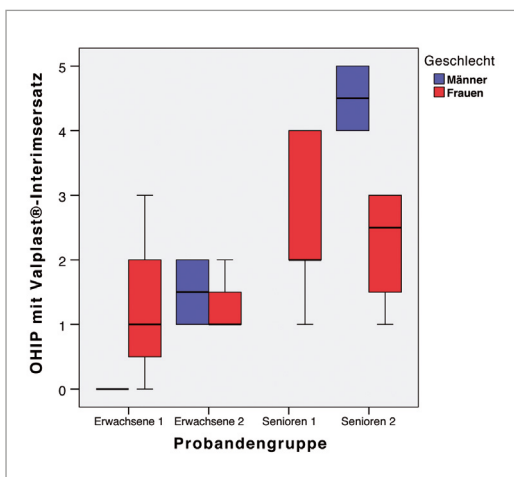 Geschlecht
Männer
Frauen
OHIP mit Valplast®-Interimsersatz
5
4
3
2
1
0
Erwachsene 1 Erwachsene 2 Senioren 1 Senioren 2
Probandengruppe